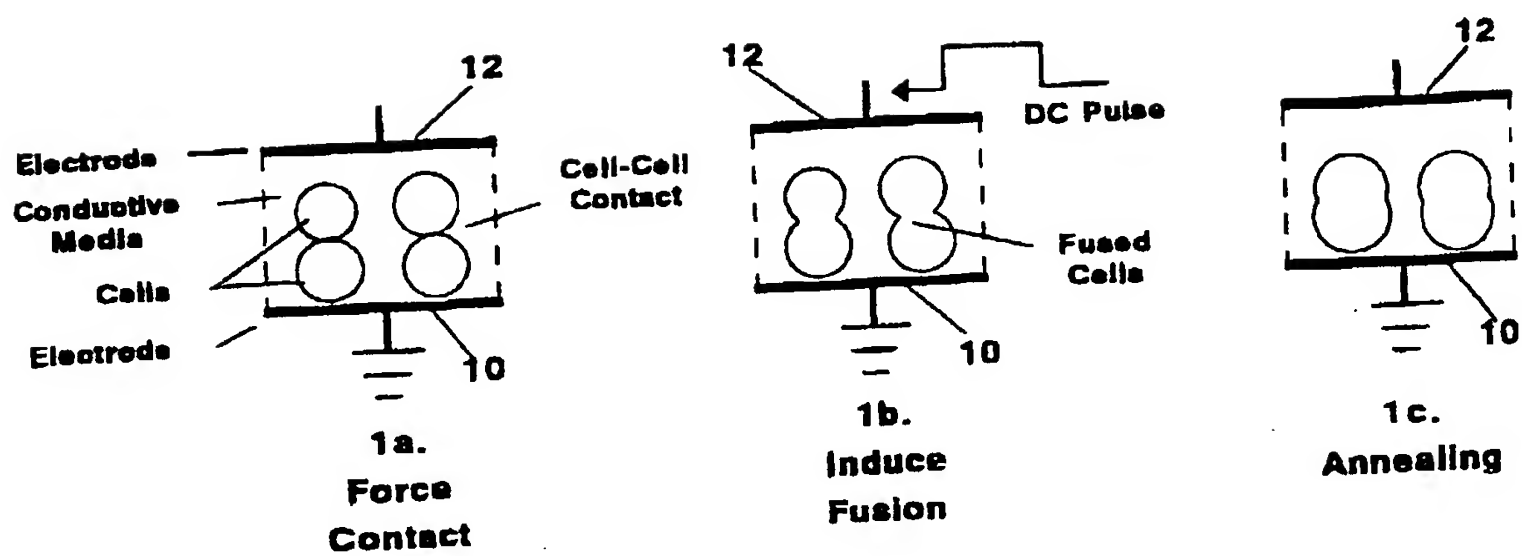 12
Electrode
Conductive
Media
Cells
Electrode
Cell-Cell
Contact
10
1a.
Force
Contact
12
DC Pulse
Fused
Cells
10
1b.
Induce
Fusion
12
10
1c.
Annealing